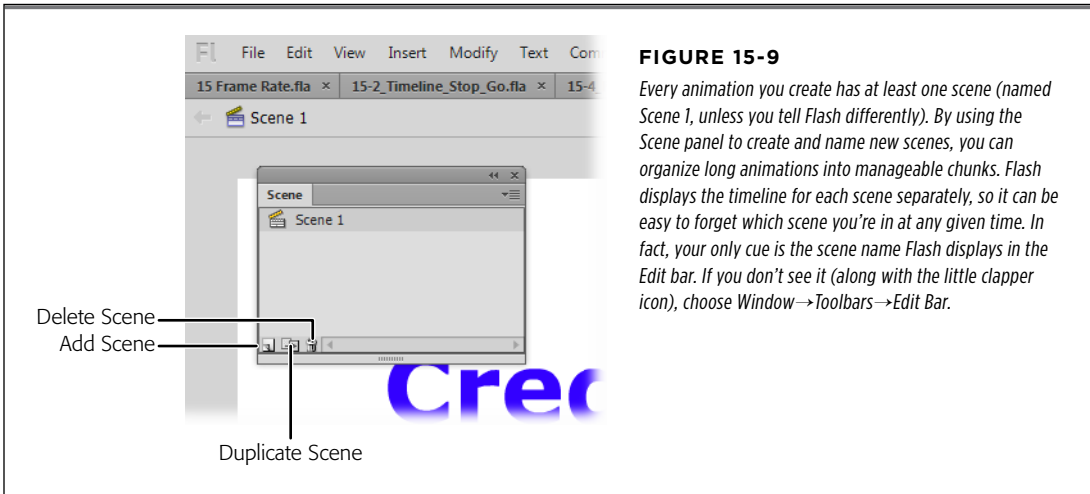 Fl File Edit View Insert Modify Text Com
15 Frame Rate.fla × 15-2_Timeline_Stop_Go.fla × 15-4
Scene 1
Scene
Scene 1
Delete Scene
Add Scene
Duplicate Scene
Cred
FIGURE 15-9
Every animation you create has at least one scene (named
Scene 1, unless you tell Flash differently). By using the
Scene panel to create and name new scenes, you can
organize long animations into manageable chunks. Flash
displays the timeline for each scene separately, so it can be
easy to forget which scene you're in at any given time. In
fact, your only cue is the scene name Flash displays in the
Edit bar. If you don't see it (along with the little clapper
icon), choose Window→Toolbars→Edit Bar.